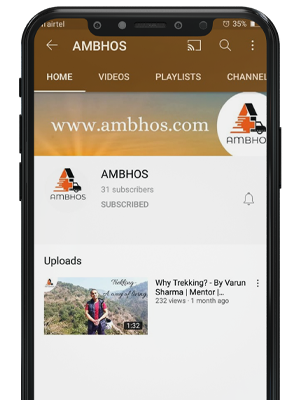 airtel
35%
AMBHOS
HOME VIDEOS PLAYLISTS CHANNEL
www.ambhos.com
AMBHOS
AMBHOS
AMBHOS
31 subscribers
SUBSCRIBED
Uploads
Trekking
A way of living
1:32
Why Trekking? - By Varun
Sharma | Mentor |...
232 views · 1 month ago